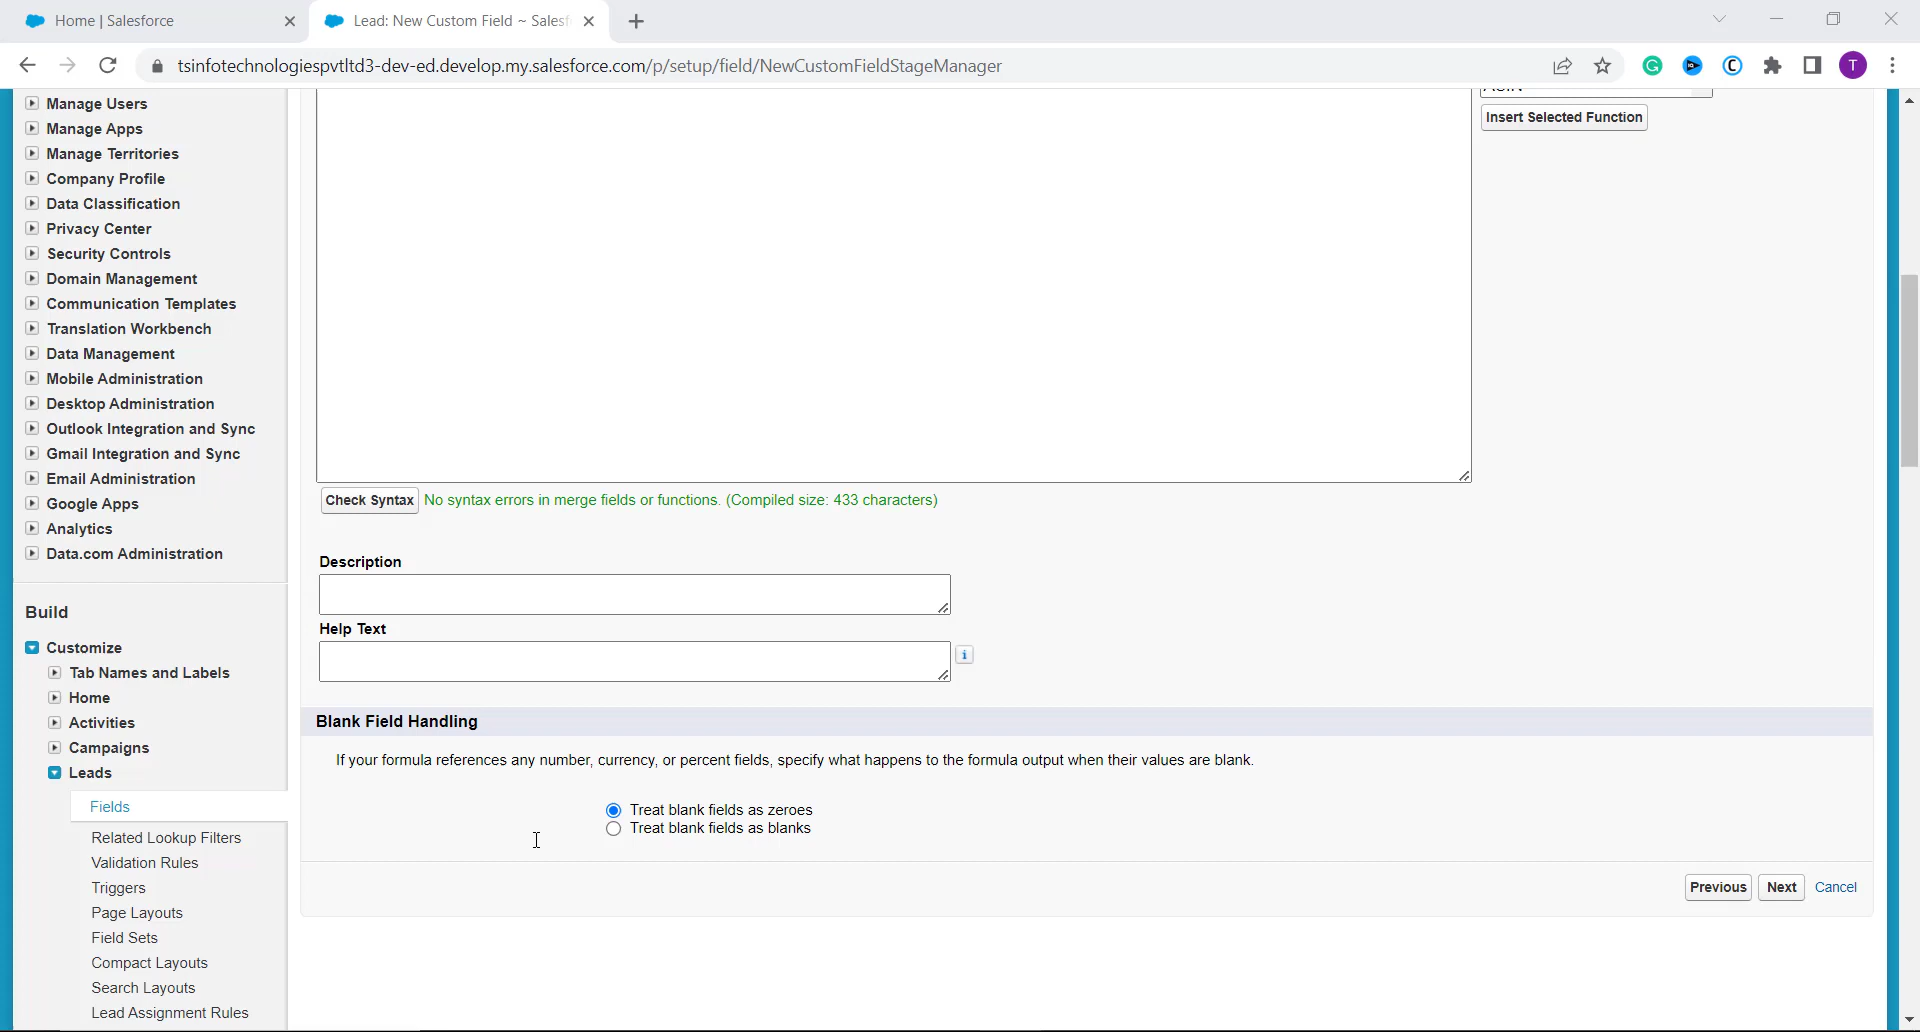 Home | Salesforce
Lead: New Custom Field ~ Salesf
tsinfotechnologiespvtltd3-dev-ed.develop.my.salesforce.com/p/setup/field/NewCustomFieldStageManager
T
Manage Users
Manage Apps
Manage Territories
Company Profile
Data Classification
Privacy Center
Security Controls
Domain Management
Communication Templates
Translation Workbench
Data Management
Mobile Administration
Desktop Administration
Outlook Integration and Sync
Gmail Integration and Sync
Email Administration
Google Apps
Analytics
Data.com Administration
Build
Customize
Tab Names and Labels
Home
Activities
Campaigns
Leads
Fields
Related Lookup Filters
Validation Rules
Triggers
Page Layouts
Field Sets
Compact Layouts
Search Layouts
Lead Assignment Rules
Insert Selected Function
Check Syntax No syntax errors in merge fields or functions. (Compiled size: 433 characters)
Description
Help Text
Blank Field Handling
If your formula references any number, currency, or percent fields, specify what happens to the formula output when their values are blank.
Treat blank fields as zeroes
Treat blank fields as blanks
Previous Next Cancel